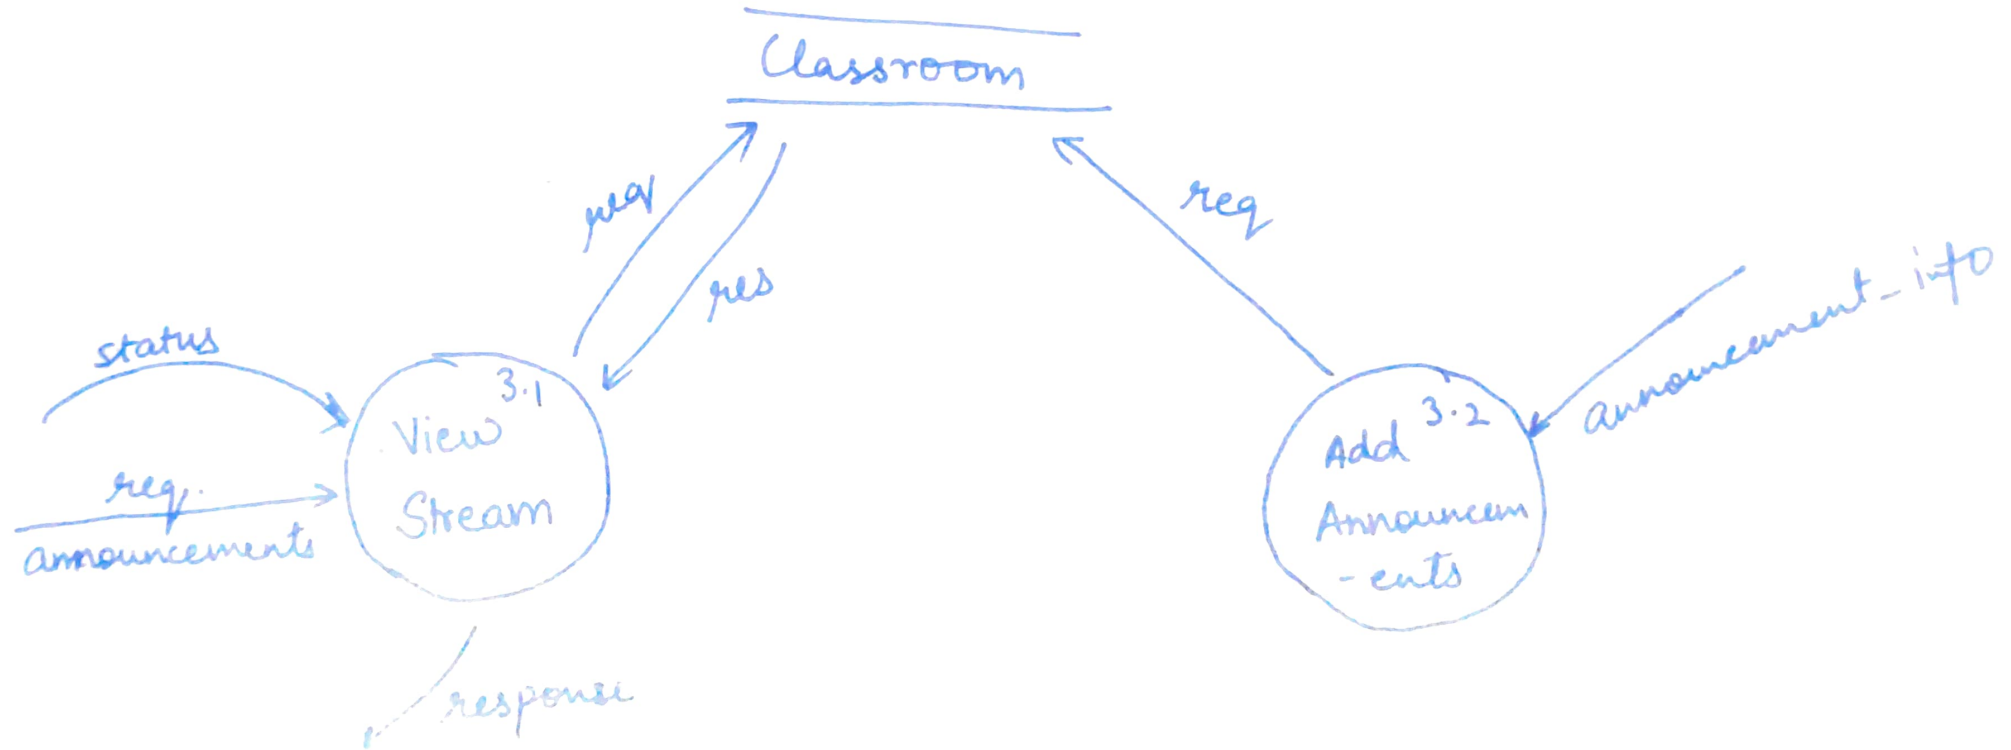 Classroom
req
req
res
announcement_info
status
3.1
View
Stream
3.2
Add
Announcem
-ents
req.
announcements
response